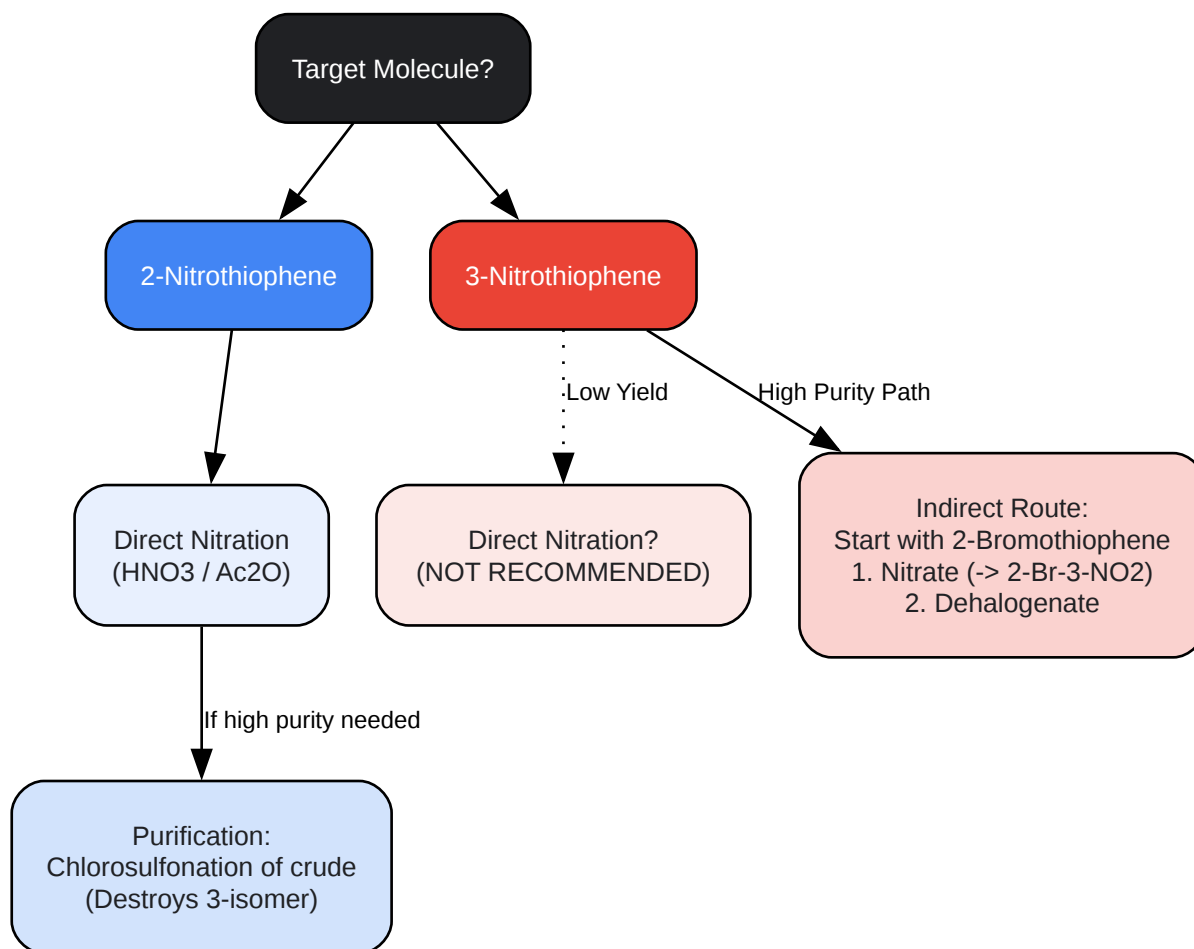 Target Molecule?
2-Nitrothiophene
3-Nitrothiophene
Low Yield
High Purity Path
Direct Nitration
(HNO3 / Ac2O)
Direct Nitration?
(NOT RECOMMENDED)
Indirect Route:
Start with 2-Bromothiophene
1. Nitrate (-> 2-Br-3-NO2)
2. Dehalogenate
If high purity needed
Purification:
Chlorosulfonation of crude
(Destroys 3-isomer)